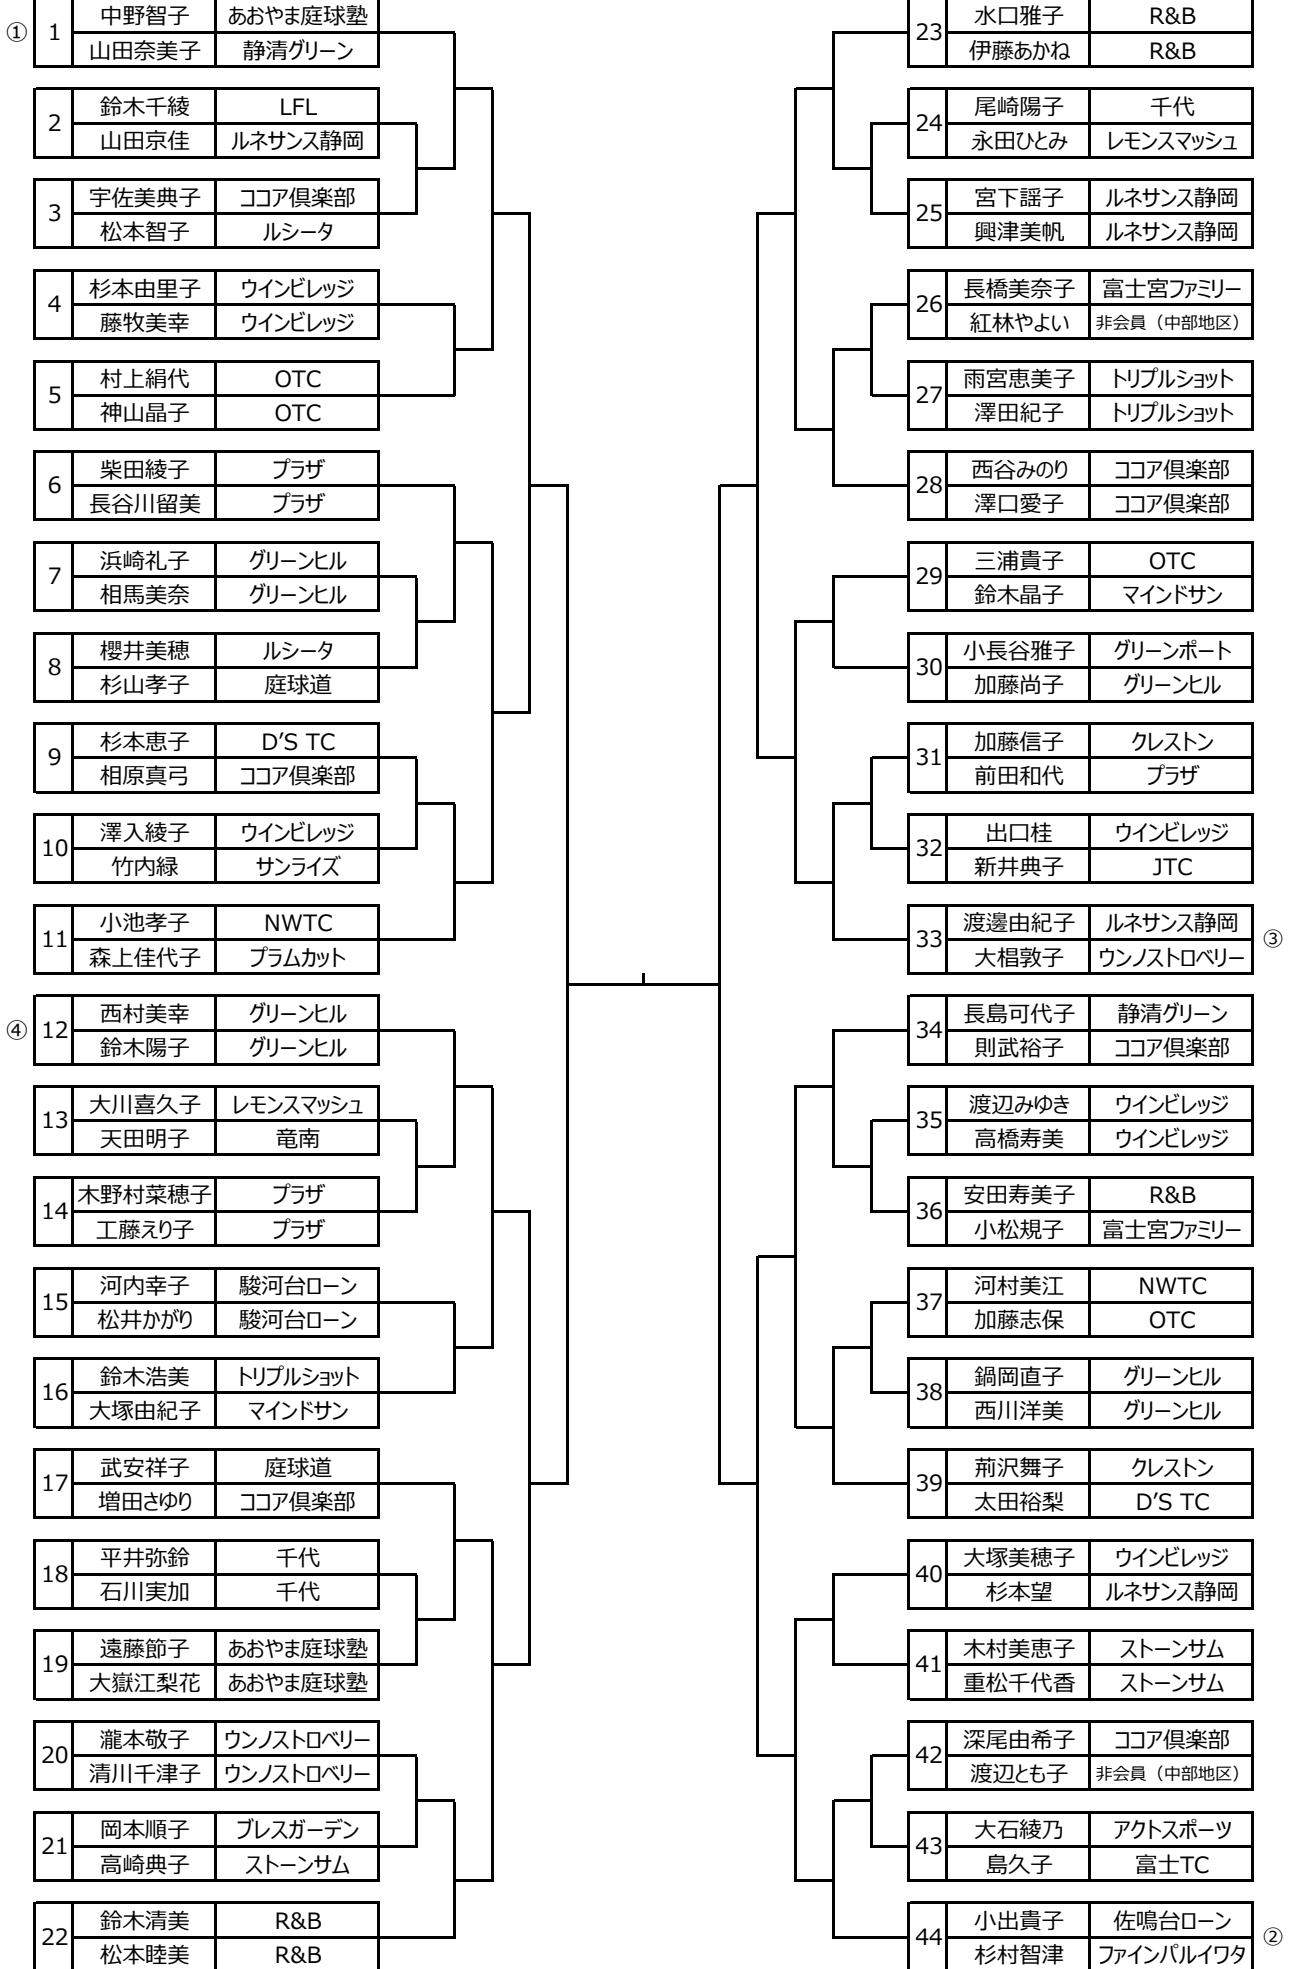 ① 1 中野智子 あおやま庭球塾
山田奈美子 静清グリーン
2 鈴木千綾 LFL
山田京佳 ルネサンス静岡
3 宇佐美典子 ココア倶楽部
松本智子 ルシータ
4 杉本由里子 ウインビレッジ
藤牧美幸 ウインビレッジ
5 村上絹代 OTC
神山晶子 OTC
6 柴田綾子 プラザ
長谷川留美 プラザ
7 浜崎礼子 グリーンヒル
相馬美奈 グリーンヒル
8 櫻井美穂 ルシータ
杉山孝子 庭球道
9 杉本恵子 D'S TC
相原真弓 ココア倶楽部
10 澤入綾子 ウインビレッジ
竹内緑 サンライズ
11 小池孝子 NWTC
森上佳代子 プラムカット
④ 12 西村美幸 グリーンヒル
鈴木陽子 グリーンヒル
13 大川喜久子 レモンスマッシュ
天田明子 竜南
14 木野村菜穂子 プラザ
工藤えり子 プラザ
15 河内幸子 駿河台ローン
松井かがり 駿河台ローン
16 鈴木浩美 トリプルショット
大塚由紀子 マインドサン
17 武安祥子 庭球道
増田さゆり ココア倶楽部
18 平井弥鈴 千代
石川実加 千代
19 遠藤節子 あおやま庭球塾
大嶽江梨花 あおやま庭球塾
20 瀧本敬子 ウンノストロベリー
清川千津子 ウンノストロベリー
21 岡本順子 ブレスガーデン
高崎典子 ストーンサム
22 鈴木清美 R&B
松本睦美 R&B
23 水口雅子 R&B
伊藤あかね R&B
24 尾崎陽子 千代
永田ひとみ レモンスマッシュ
25 宮下謡子 ルネサンス静岡
興津美帆 ルネサンス静岡
26 長橋美奈子 富士宮ファミリー
紅林やよい 非会員（中部地区）
27 雨宮恵美子 トリプルショット
澤田紀子 トリプルショット
28 西谷みのり ココア倶楽部
澤口愛子 ココア倶楽部
29 三浦貴子 OTC
鈴木晶子 マインドサン
30 小長谷雅子 グリーンポート
加藤尚子 グリーンヒル
31 加藤信子 クレストン
前田和代 プラザ
32 出口桂 ウインビレッジ
新井典子 JTC
33 渡邊由紀子 ルネサンス静岡 ③
大椙敦子 ウンノストロベリー
34 長島可代子 静清グリーン
則武裕子 ココア倶楽部
35 渡辺みゆき ウインビレッジ
高橋寿美 ウインビレッジ
36 安田寿美子 R&B
小松規子 富士宮ファミリー
37 河村美江 NWTC
加藤志保 OTC
38 鍋岡直子 グリーンヒル
西川洋美 グリーンヒル
39 荊沢舞子 クレストン
太田裕梨 D'S TC
40 大塚美穂子 ウインビレッジ
杉本望 ルネサンス静岡
41 木村美恵子 ストーンサム
重松千代香 ストーンサム
42 深尾由希子 ココア倶楽部
渡辺とも子 非会員（中部地区）
43 大石綾乃 アクトスポーツ
島久子 富士TC
44 小出貴子 佐鳴台ローン ②
杉村智津 ファインパルイワタ